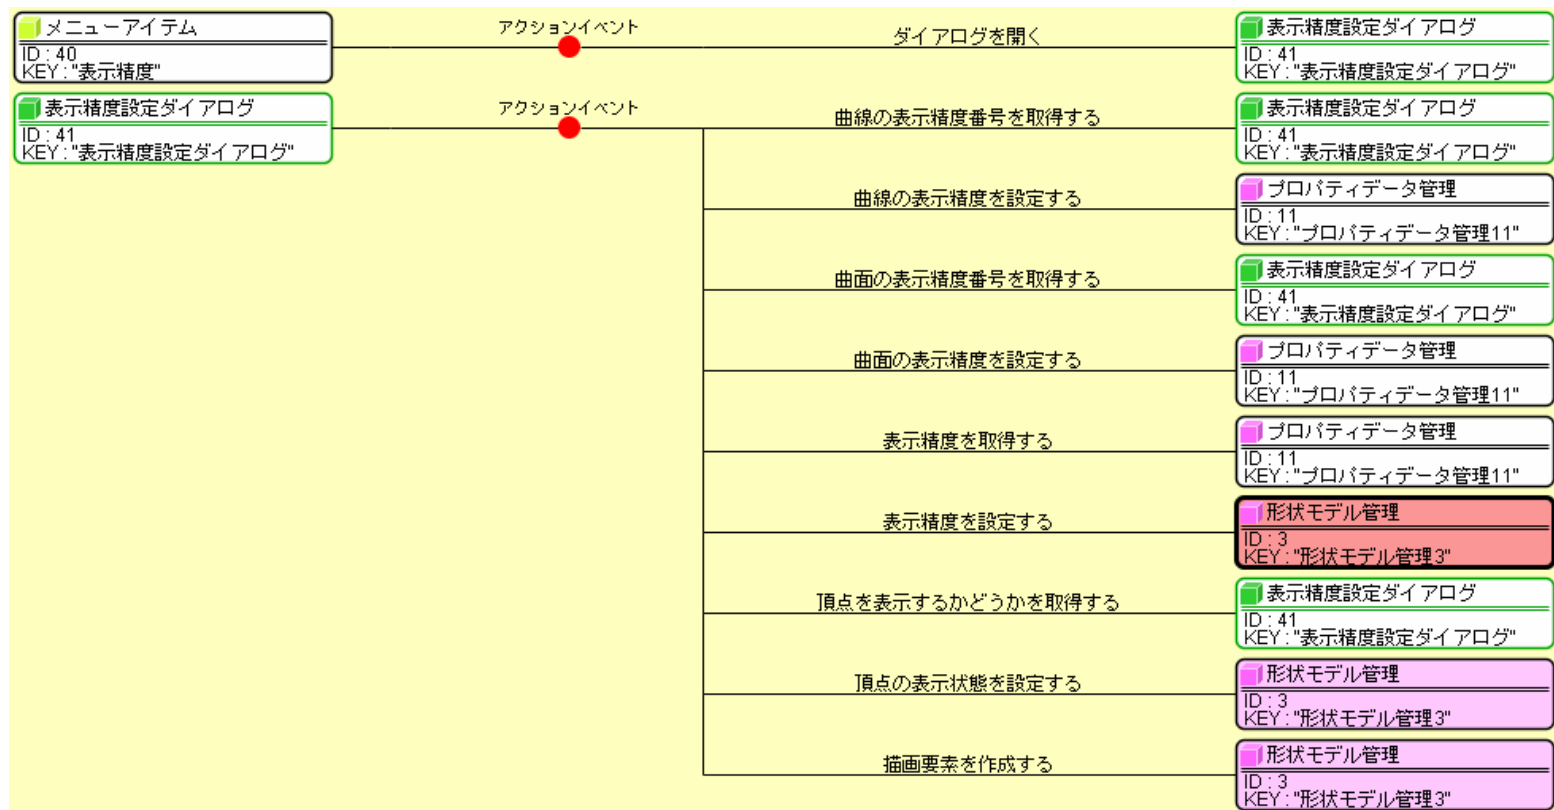 メニューアイテム
ID : 40
KEY : "表示精度"
アクションイベント
ダイアログを開く
表示精度設定ダイアログ
ID : 41
KEY : "表示精度設定ダイアログ"
表示精度設定ダイアログ
ID : 41
KEY : "表示精度設定ダイアログ"
アクションイベント
曲線の表示精度番号を取得する
表示精度設定ダイアログ
ID : 41
KEY : "表示精度設定ダイアログ"
曲線の表示精度を設定する
プロパティデータ管理
ID : 11
KEY : "プロパティデータ管理11"
曲面の表示精度番号を取得する
表示精度設定ダイアログ
ID : 41
KEY : "表示精度設定ダイアログ"
曲面の表示精度を設定する
プロパティデータ管理
ID : 11
KEY : "プロパティデータ管理11"
表示精度を取得する
プロパティデータ管理
ID : 11
KEY : "プロパティデータ管理11"
表示精度を設定する
形状モデル管理
ID : 3
KEY : "形状モデル管理3"
頂点を表示するかどうかを取得する
表示精度設定ダイアログ
ID : 41
KEY : "表示精度設定ダイアログ"
頂点の表示状態を設定する
形状モデル管理
ID : 3
KEY : "形状モデル管理3"
描画要素を作成する
形状モデル管理
ID : 3
KEY : "形状モデル管理3"